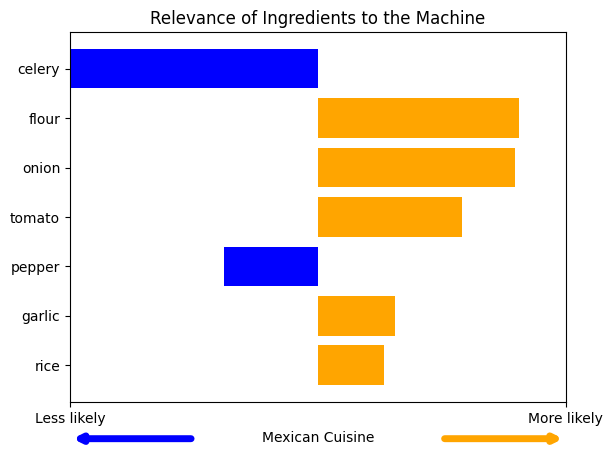 Relevance of Ingredients to the Machine
celery
flour
onion
tomato
pepper
garlic
rice
Less likely
More likely
Mexican Cuisine